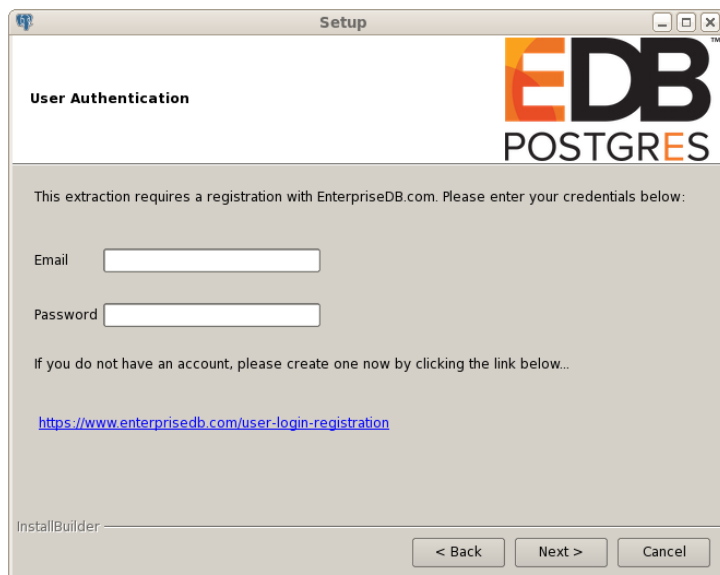 Setup
User Authentication
EDB™
POSTGRES
This extraction requires a registration with EnterpriseDB.com. Please enter your credentials below:
Email
Password
If you do not have an account, please create one now by clicking the link below...
https://www.enterprisedb.com/user-login-registration
InstallBuilder
< Back Next > Cancel